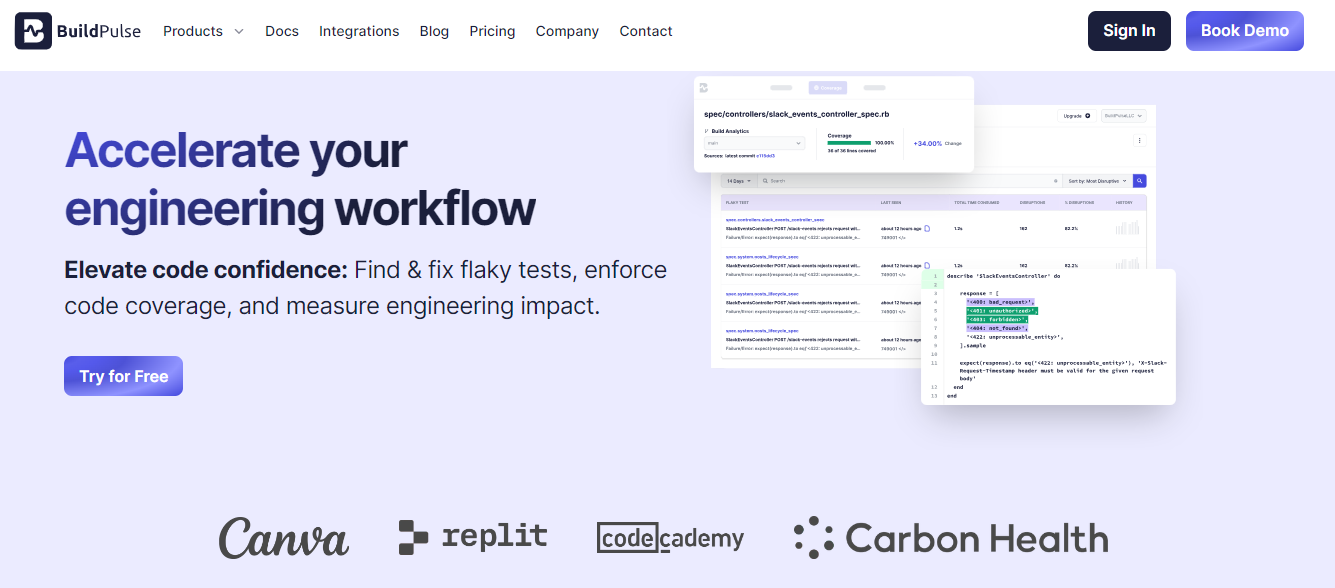 BuildPulse
Products
Docs
Integrations
Blog
Pricing
Company
Contact
Sign In
Book Demo
Accelerate your
engineering workflow
Elevate code confidence: Find & fix flaky tests, enforce
code coverage, and measure engineering impact.
Try for Free
Coverage
spec/controllers/slack_events_controller_spec.rb
Build Analytics
main
Sources: latest commit
Coverage
100.00%
36 of 36 lines covered
+34.00% Change
Upgrade
BuildPulseLLC
14 Days
Search
Sort by: Most Disruptive
FLAKY TEST
LAST SEEN
TOTAL TIME CONSUMED
DISRUPTIONS
% DISRUPTIONS
HISTORY
spec.controllers.slack_events_controller_spec
SlackEventsController POST /slack-events rejects request wit...
Failure/Error: expect(response).to eq('<422: unprocessable_e...
about 12 hours ago
749001 </>
1.2s
162
82.2%
spec.system.costs_lifecycle_spec
SlackEventsController POST /slack-events rejects request wit...
Failure/Error: expect(response).to eq('<422: unprocessable_e...
about 12 hours ago
749001 </>
1.2s
162
82.2%
spec.system.costs_lifecycle_spec
SlackEventsController POST /slack-events rejects request wit...
Failure/Error: expect(response).to eq('<422: unprocessable_e...
about 12 hours ago
749001 </>
spec.system.costs_lifecycle_spec
SlackEventsController POST /slack-events rejects request wit...
Failure/Error: expect(response).to eq('<422: unprocessable_e...
about 12 hours ago
749001 </>
1 describe 'SlackEventsController' do
2
3 response = [
4 '<400: bad_request>',
5 '<401: unauthorized>',
6 '<403: forbidden>',
7 '<404: not_found>',
8 '<422: unprocessable_entity>',
9 ].sample
10
11 expect(response).to eq('<422: unprocessable_entity>'), 'X-Slack-
Request-Timestamp header must be valid for the given request
body'
12 end
13 end
Canva
replit
codecademy
Carbon Health